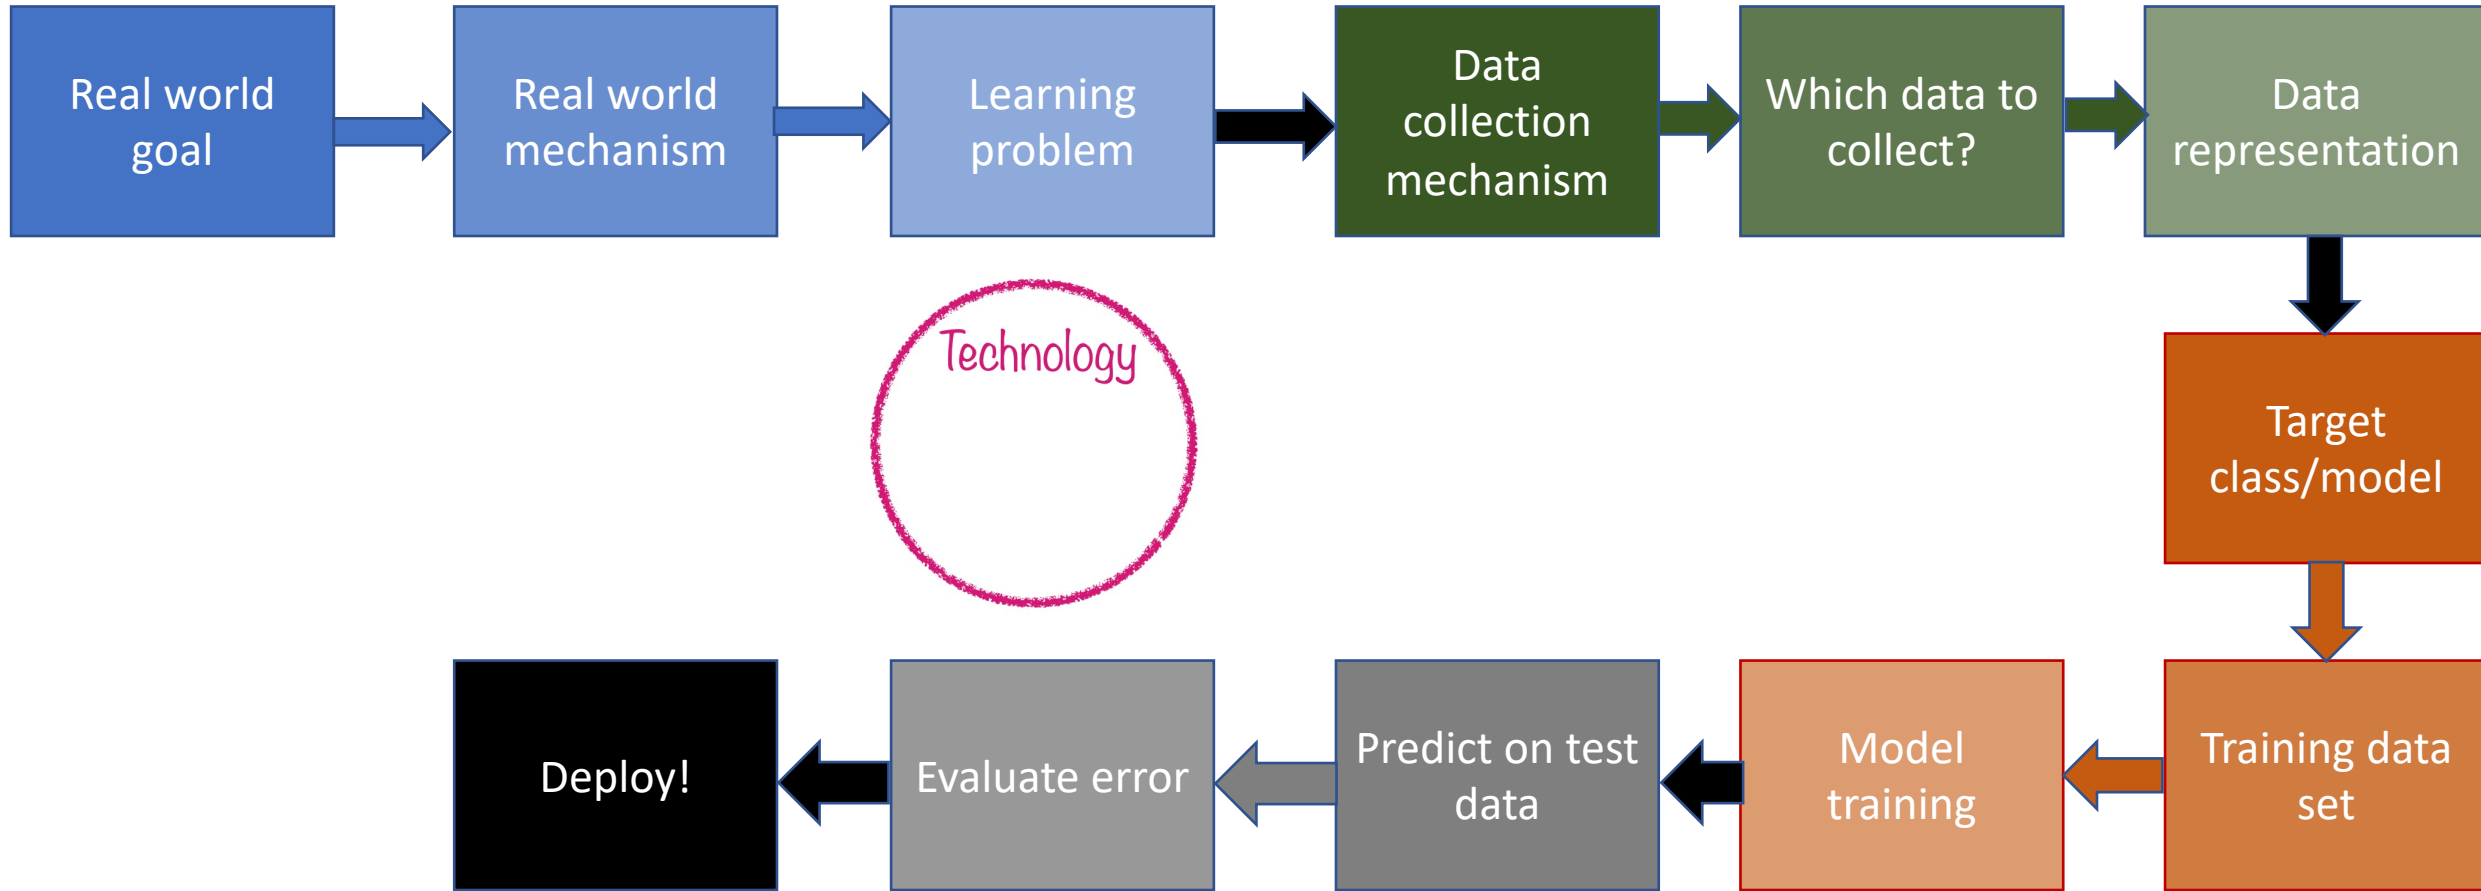 Real world
goal
Real world
mechanism
Learning
problem
Data
collection
mechanism
Which data to
collect?
Data
representation
Technology
Target
class/model
Deploy!
Evaluate error
Predict on test
data
Model
training
Training data
set